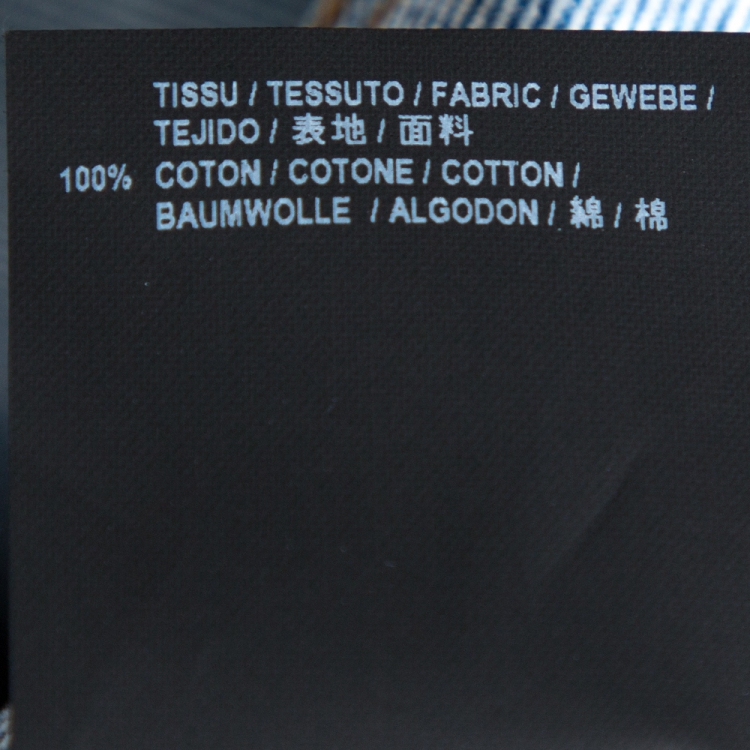 TISSU / TESSUTO / FABRIC / GEWEBE /
TEJIDO / 表地 / 面料
100% COTON / COTONE / COTTON /
BAUMWOLLE / ALGODON / 綿 / 棉